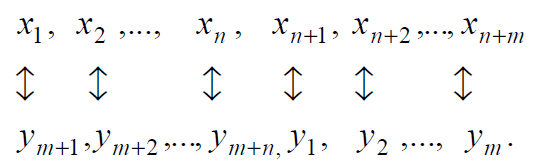 x₁, x₂ ,..., xₙ , xₙ₊₁, xₙ₊₂,..., xₙ₊ₘ
↕ ↕ ↕ ↕ ↕ ↕
yₘ₊₁,yₘ₊₂,..., yₘ₊ₙ, y₁, y₂ ,..., yₘ.